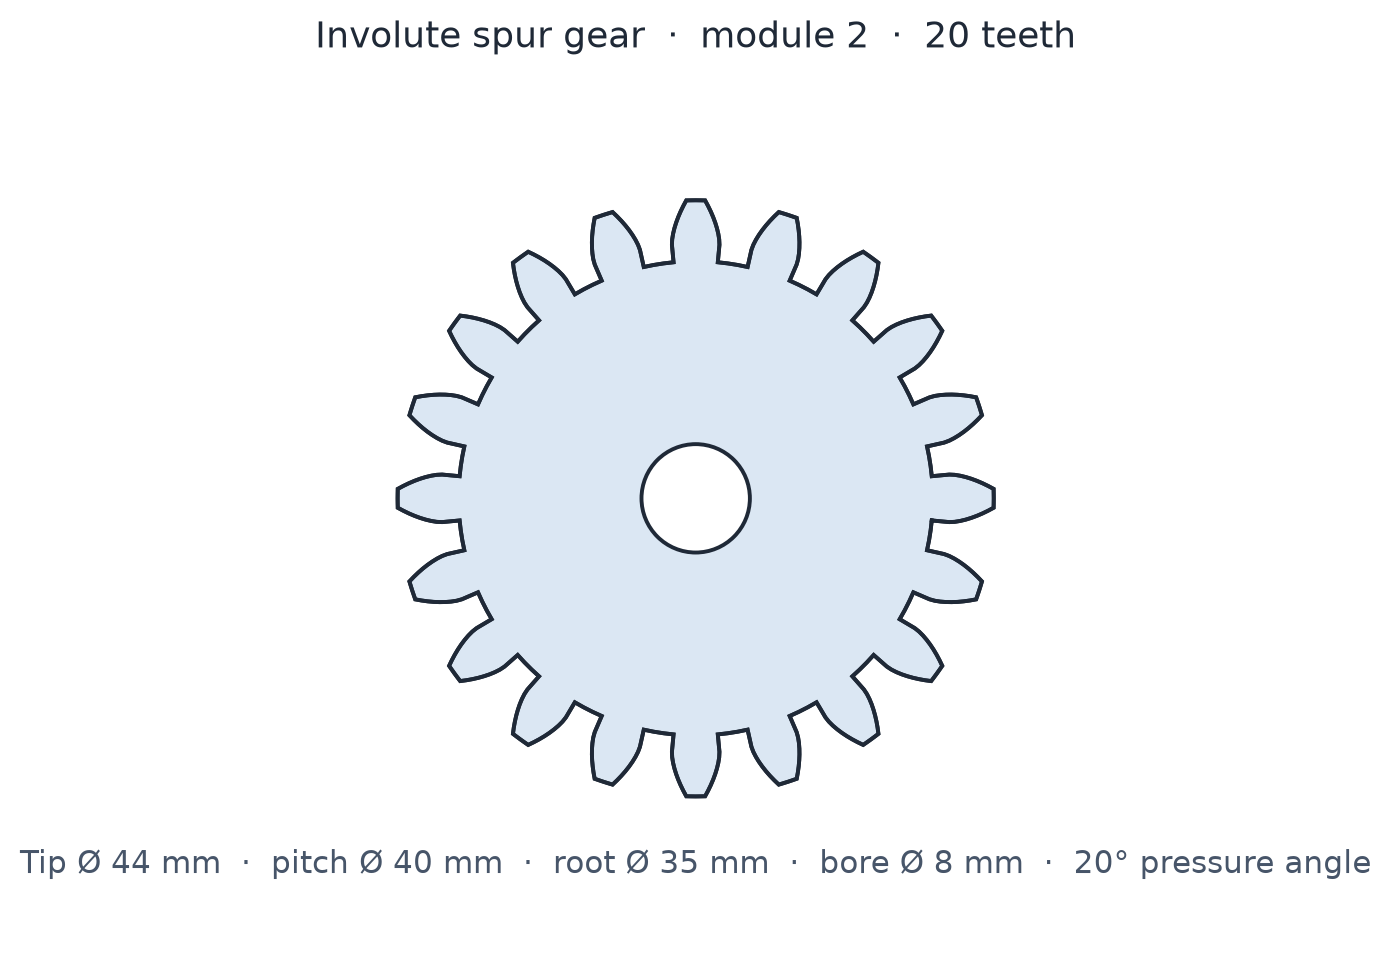 Involute spur gear · module 2 · 20 teeth
Tip Ø 44 mm · pitch Ø 40 mm · root Ø 35 mm · bore Ø 8 mm · 20° pressure angle